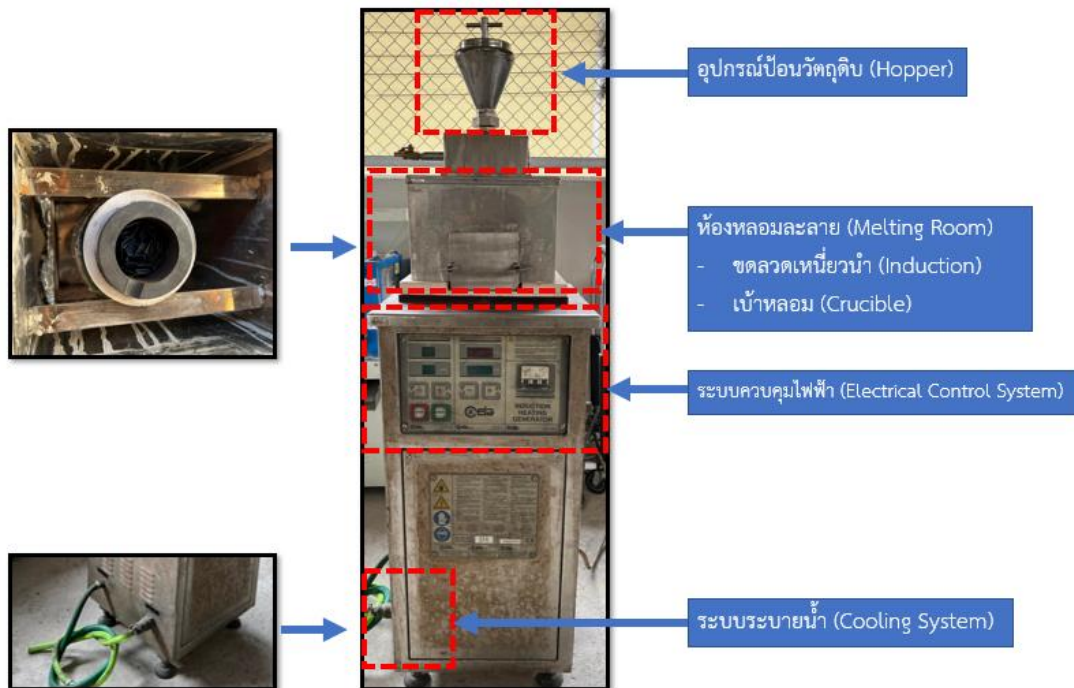 อุปกรณ์ป้อนวัตถุดิบ (Hopper)
ห้องหลอมละลาย (Melting Room)
- ขดลวดเหนี่ยวนำ (Induction)
- เบ้าหลอม (Crucible)
ระบบควบคุมไฟฟ้า (Electrical Control System)
INDUCTION
HEATING
GENERATOR
ระบบระบายน้ำ (Cooling System)